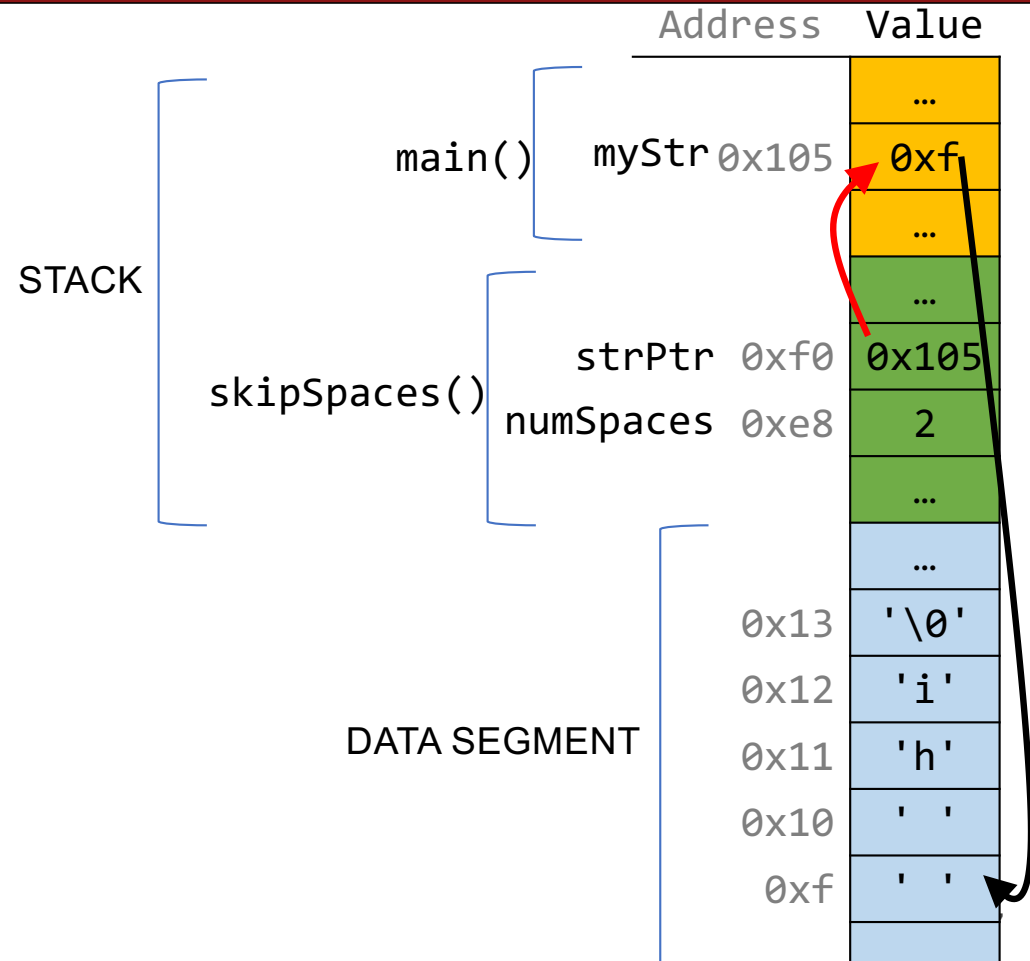 Address Value
…
main() myStr 0x105 0xf
…
STACK
…
strPtr 0xf0 0x105
skipSpaces()
numSpaces 0xe8 2
…
…
0x13 '\0'
0x12 'i'
DATA SEGMENT
0x11 'h'
0x10 ' '
0xf ' '